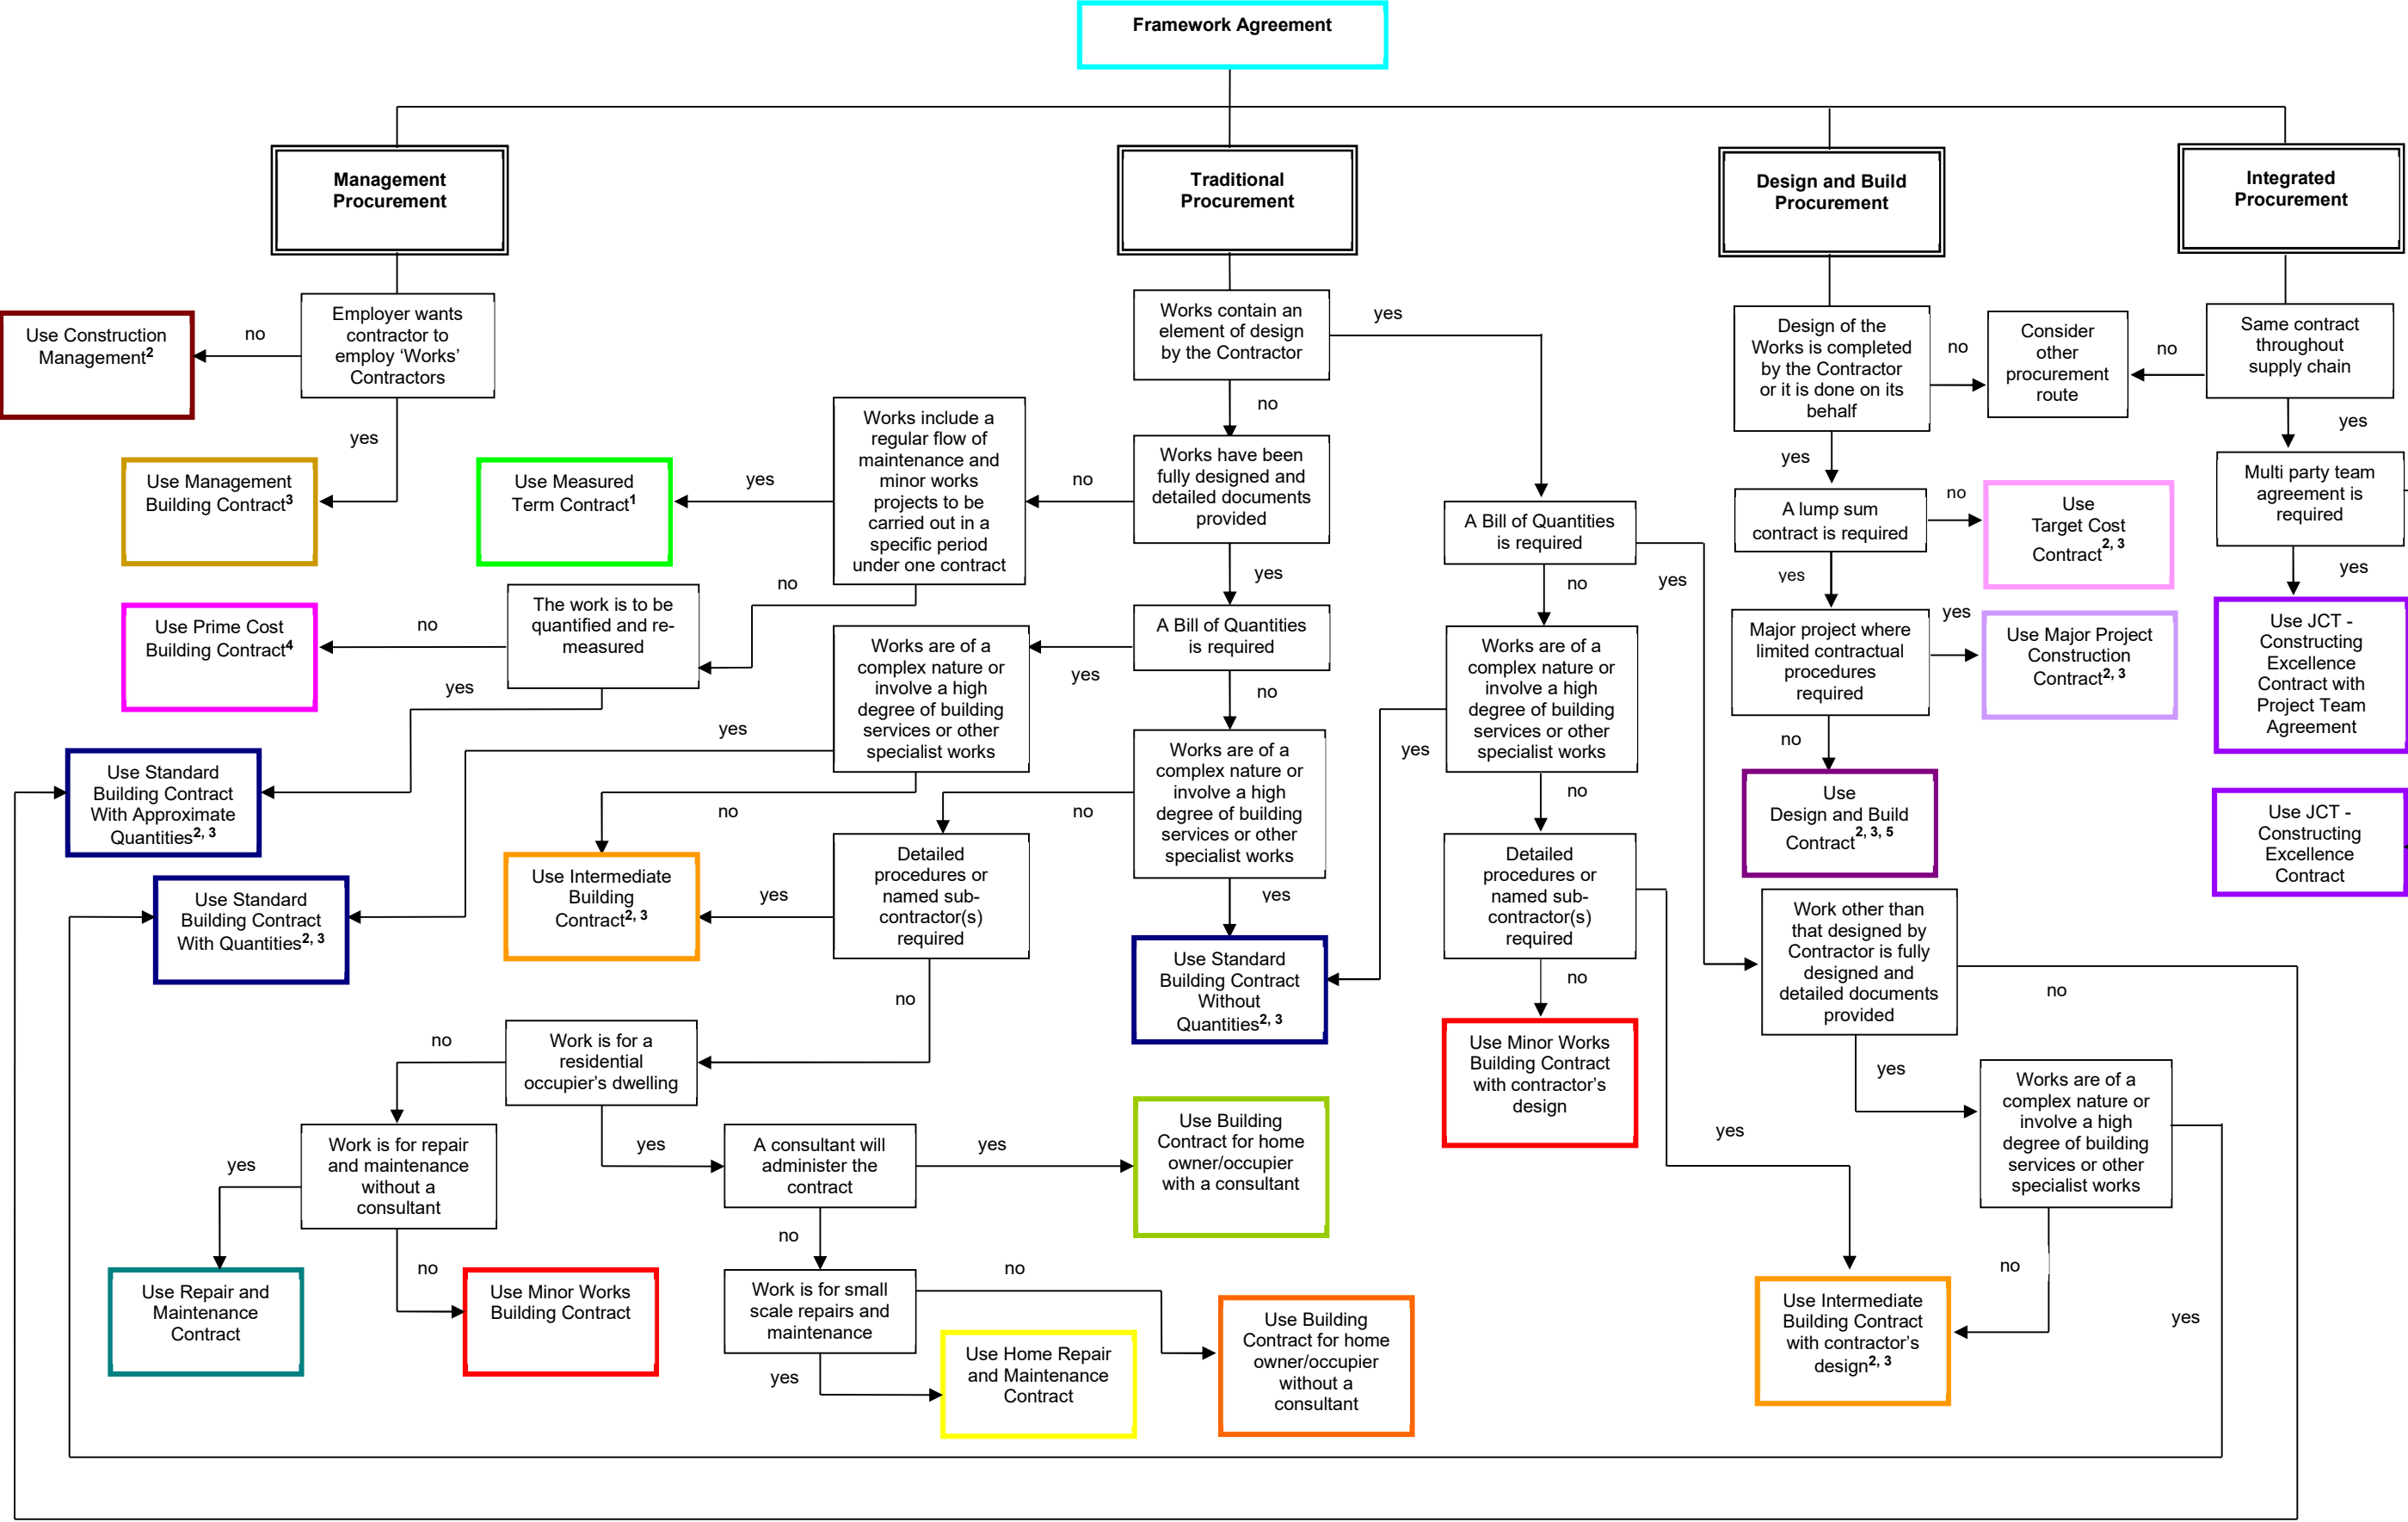 Framework Agreement
Management
Procurement
Traditional
Procurement
Design and Build
Procurement
Integrated
Procurement
Use Construction
Management2
no
Employer wants
contractor to
employ ‘Works’
Contractors
yes
Use Management
Building Contract3
Works contain an
element of design
by the Contractor
yes
no
Works have been
fully designed and
detailed documents
provided
no
Works include a
regular flow of
maintenance and
minor works
projects to be
carried out in a
specific period
under one contract
yes
Use Measured
Term Contract1
no
The work is to be
quantified and re-
measured
no
Use Prime Cost
Building Contract4
yes
Use Standard
Building Contract
With Approximate
Quantities2, 3
yes
A Bill of Quantities
is required
yes
Works are of a
complex nature or
involve a high
degree of building
services or other
specialist works
yes
Use Standard
Building Contract
With Quantities2, 3
no
Use Intermediate
Building
Contract2, 3
no
Works are of a
complex nature or
involve a high
degree of building
services or other
specialist works
no
yes
Use Standard
Building Contract
Without
Quantities2, 3
Detailed
procedures or
named sub-
contractor(s)
required
yes
no
Work is for a
residential
occupier’s dwelling
no
Work is for repair
and maintenance
without a
consultant
yes
Use Repair and
Maintenance
Contract
no
Use Minor Works
Building Contract
yes
A consultant will
administer the
contract
yes
Use Building
Contract for home
owner/occupier
with a consultant
no
Work is for small
scale repairs and
maintenance
no
Use Building
Contract for home
owner/occupier
without a
consultant
yes
Use Home Repair
and Maintenance
Contract
A Bill of Quantities
is required
no
yes
Works are of a
complex nature or
involve a high
degree of building
services or other
specialist works
yes
no
Detailed
procedures or
named sub-
contractor(s)
required
no
Use Minor Works
Building Contract
with contractor’s
design
yes
Work other than
that designed by
Contractor is fully
designed and
detailed documents
provided
no
yes
Works are of a
complex nature or
involve a high
degree of building
services or other
specialist works
no
yes
Use Intermediate
Building Contract
with contractor’s
design2, 3
Design of the
Works is completed
by the Contractor
or it is done on its
behalf
no
Consider
other
procurement
route
yes
A lump sum
contract is required
no
Use
Target Cost
Contract2, 3
yes
Major project where
limited contractual
procedures
required
yes
Use Major Project
Construction
Contract2, 3
no
Use
Design and Build
Contract2, 3, 5
Same contract
throughout
supply chain
no
yes
Multi party team
agreement is
required
yes
Use JCT -
Constructing
Excellence
Contract with
Project Team
Agreement
Use JCT -
Constructing
Excellence
Contract